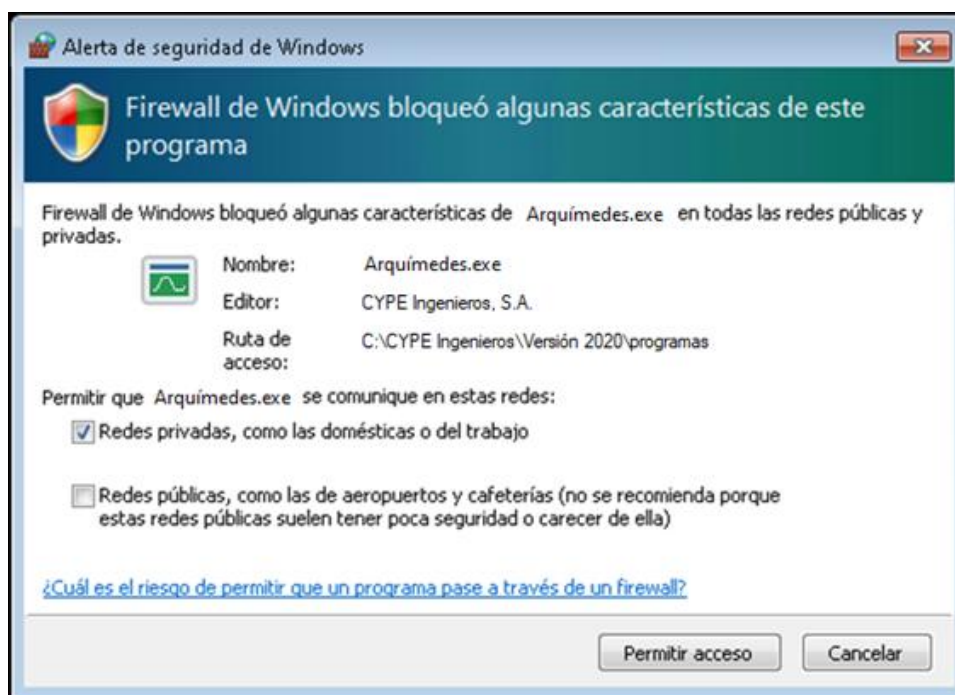 Alerta de seguridad de Windows
Firewall de Windows bloqueó algunas características de este
programa
Firewall de Windows bloqueó algunas características de Arquímedes.exe en todas las redes públicas y
privadas.
Nombre: Arquímedes.exe
Editor: CYPE Ingenieros, S.A.
Ruta de C:\CYPE Ingenieros\Versión 2020\programas
acceso:
Permitir que Arquímedes.exe se comunique en estas redes:
Redes privadas, como las domésticas o del trabajo
Redes públicas, como las de aeropuertos y cafeterías (no se recomienda porque
estas redes públicas suelen tener poca seguridad o carecer de ella)
¿Cuál es el riesgo de permitir que un programa pase a través de un firewall?
Permitir acceso Cancelar